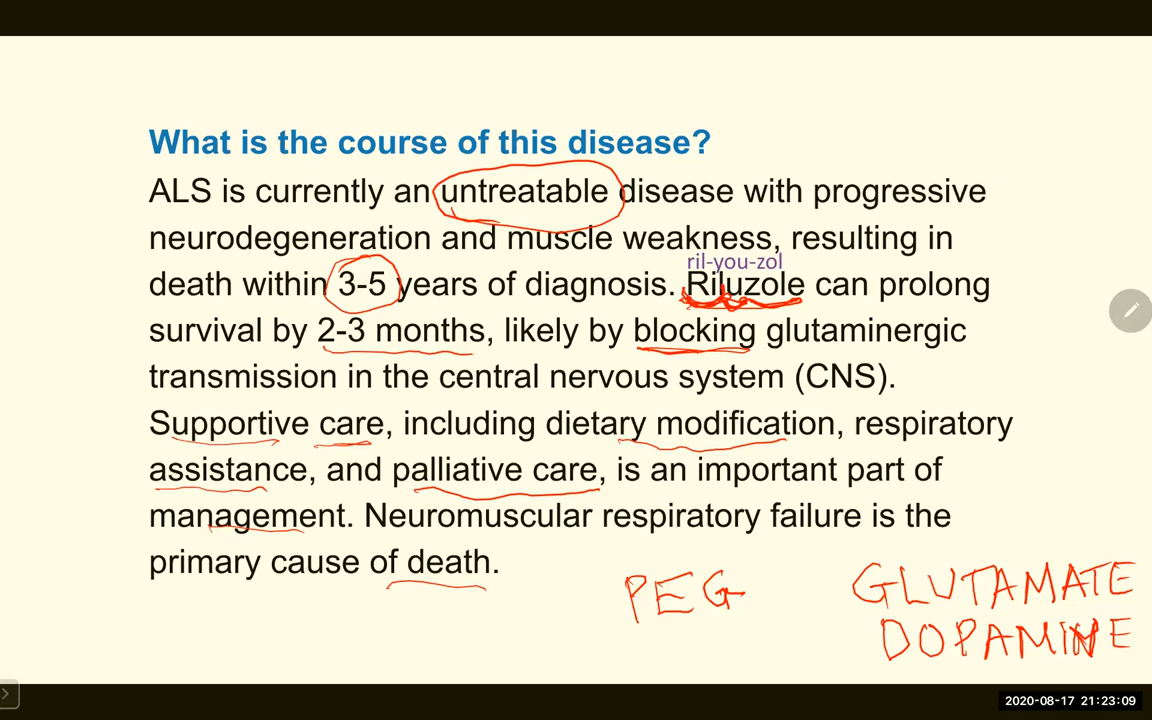 What is the course of this disease?
ALS is currently an untreatable disease with progressive
neurodegeneration and muscle weakness, resulting in
ril-you-zol
death within 3-5 years of diagnosis. Riluzole can prolong
survival by 2-3 months, likely by blocking glutaminergic
transmission in the central nervous system (CNS).
Supportive care, including dietary modification, respiratory
assistance, and palliative care, is an important part of
management. Neuromuscular respiratory failure is the
primary cause of death.
PEG
GLUTAMATE
DOPAMINE
2020-08-17 21:23:09